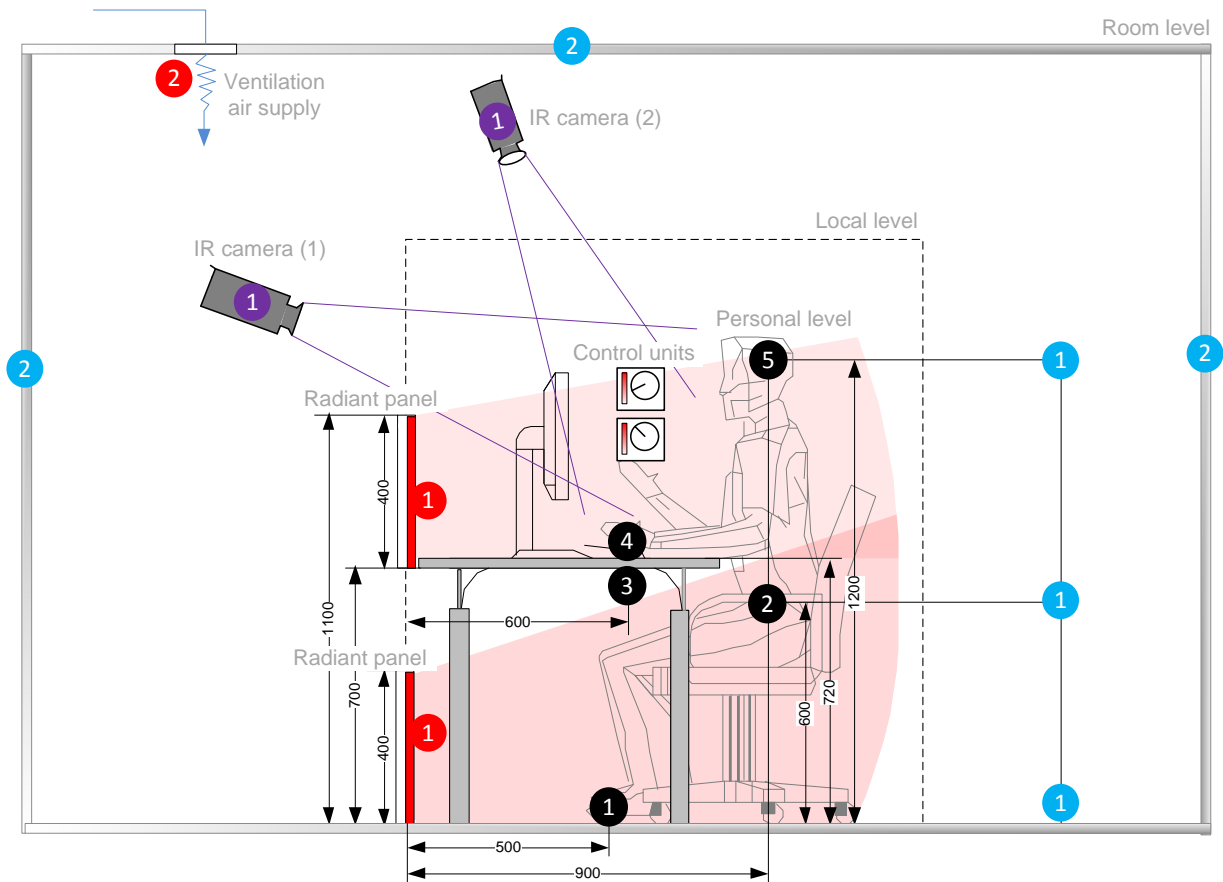 Room level
2
2
Ventilation
air supply
1
IR camera (2)
Local level
IR camera (1)
1
Personal level
Control units
5
1
2
2
Radiant panel
400
1
4
3
2
1
600
1100
700
1200
720
600
Radiant panel
400
1
1
1
500
900